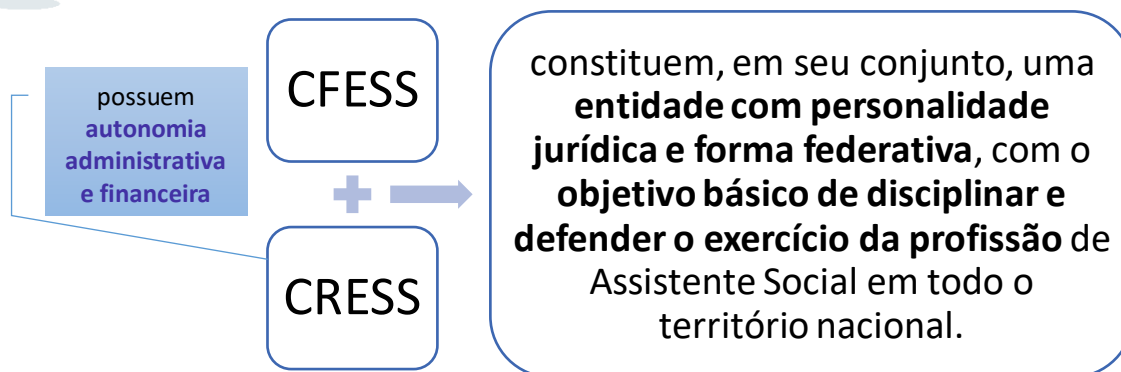 possuem
autonomia
administrativa
e financeira
CFESS
CRESS
constituem, em seu conjunto, uma
entidade com personalidade
jurídica e forma federativa, com o
objetivo básico de disciplinar e
defender o exercício da profissão de
Assistente Social em todo o
território nacional.